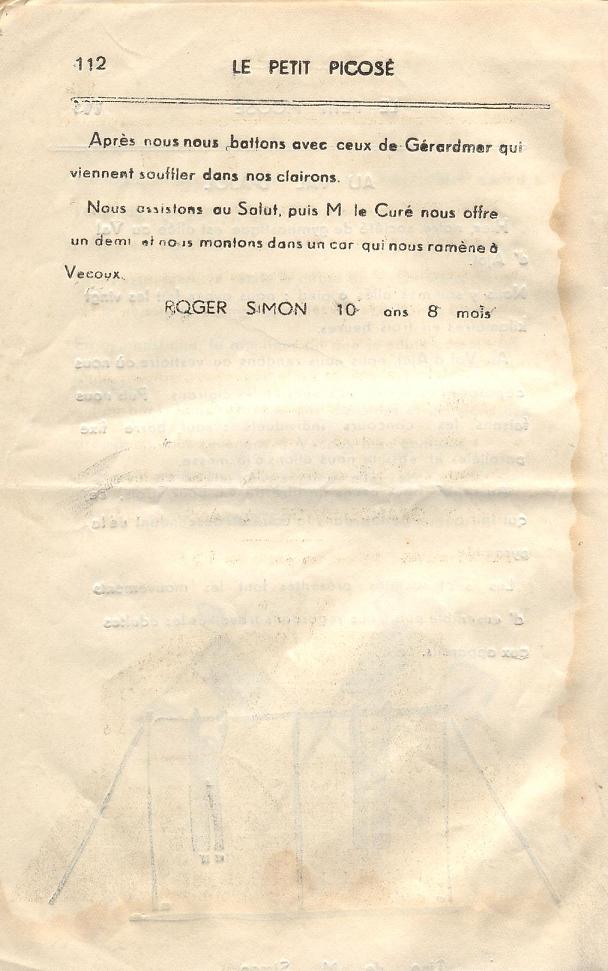 112 LE PETIT PICOSÉ
Après nous nous battons avec ceux de Gérardmer qui
viennent souffler dans nos clairons.
Nous assistons au Salut, puis M le Curé nous offre
un demi et nous montons dans un car qui nous ramène à
Vecoux.
ROGER SIMON 10 ans 8 mois